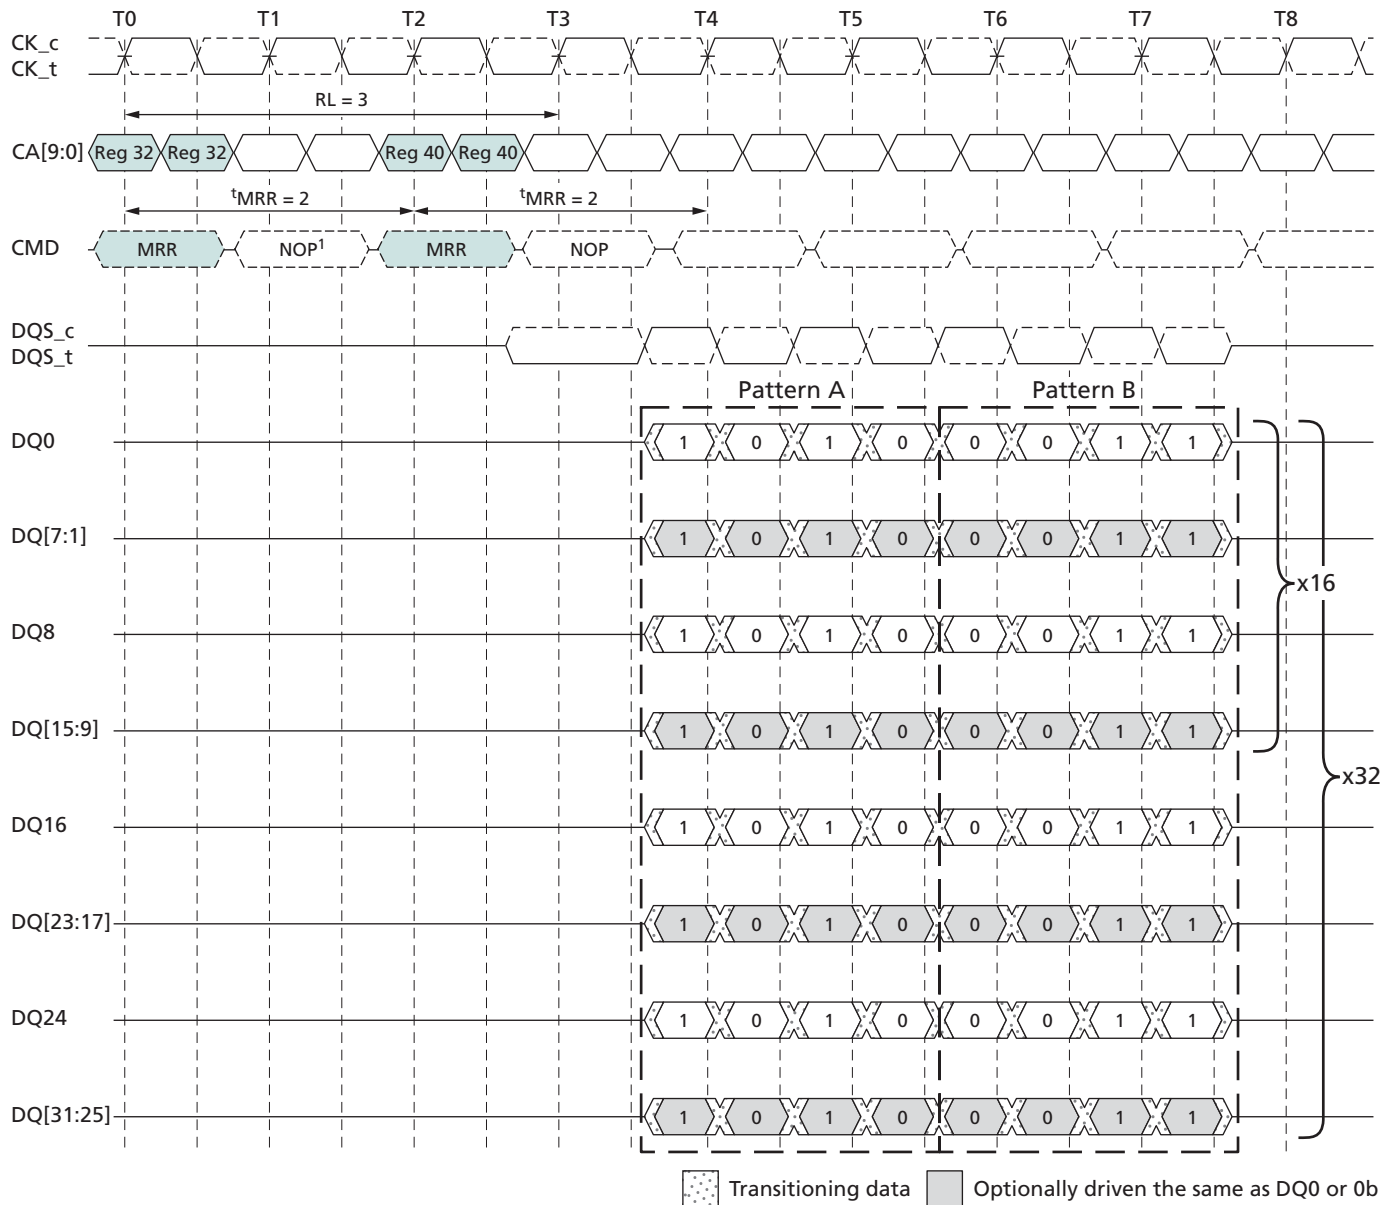 T0 T1 T2 T3 T4 T5 T6 T7 T8
CK_c
CK_t
RL = 3
CA[9:0] Reg 32 Reg 32 Reg 40 Reg 40
tMRR = 2 tMRR = 2
CMD MRR NOP1 MRR NOP
DQS_c
DQS_t
Pattern A Pattern B
DQ0 1 0 1 0 0 0 1 1
DQ[7:1] 1 0 1 0 0 0 1 1
x16
DQ8 1 0 1 0 0 0 1 1
DQ[15:9] 1 0 1 0 0 0 1 1
x32
DQ16 1 0 1 0 0 0 1 1
DQ[23:17] 1 0 1 0 0 0 1 1
DQ24 1 0 1 0 0 0 1 1
DQ[31:25] 1 0 1 0 0 0 1 1
Transitioning data Optionally driven the same as DQ0 or 0b